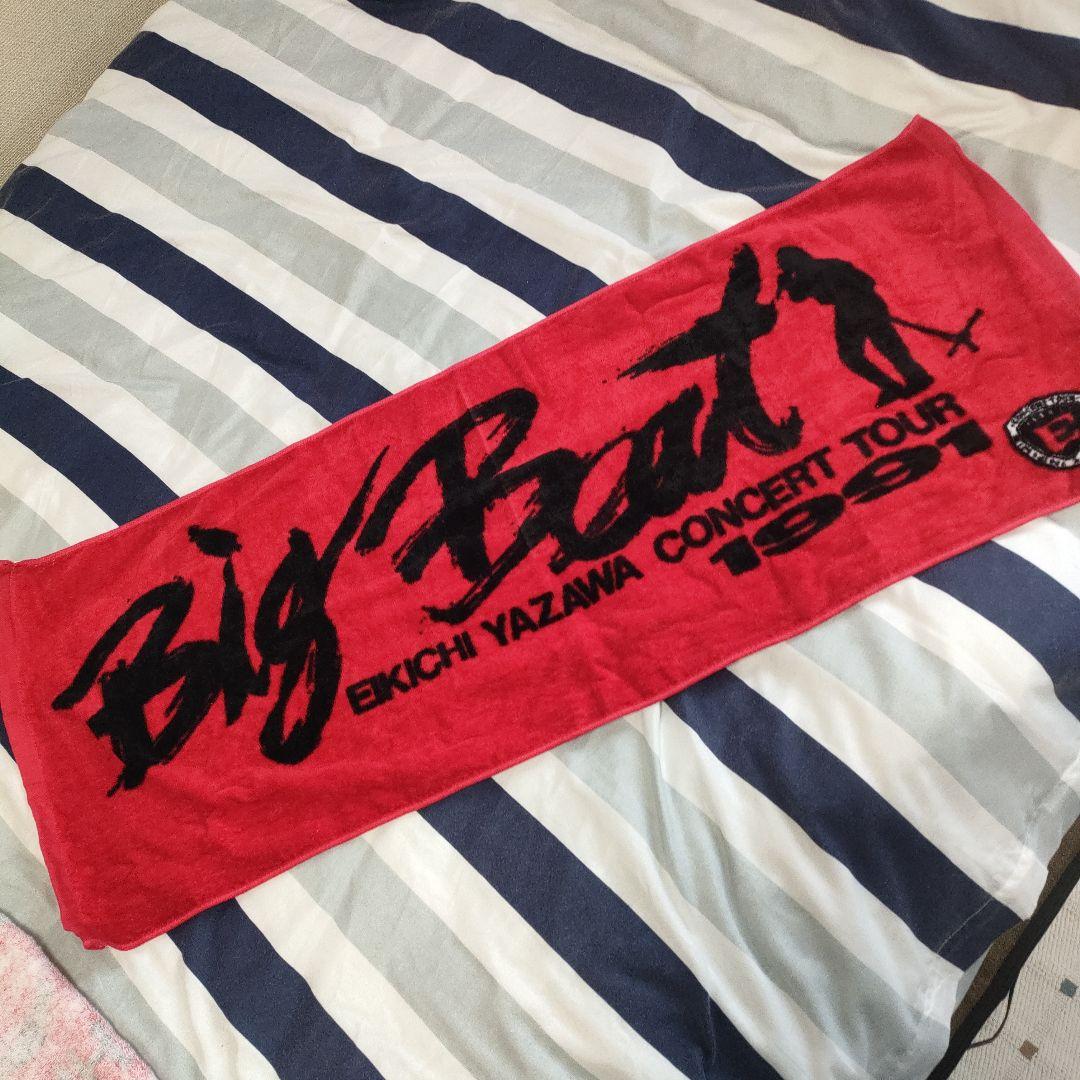 Big Beat
EIKICHI YAZAWA CONCERT TOUR
1991